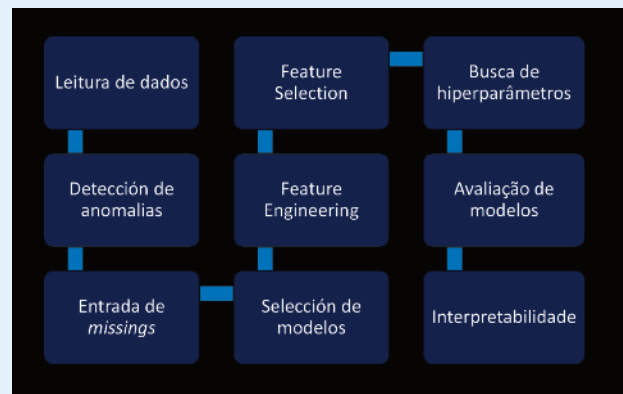 Leitura de dados
Detección de
anomalias
Entrada de
missings
Selección de
modelos
Feature
Engineering
Feature
Selection
Busca de
hiperparâmetros
Avaliação de
modelos
Interpretabilidade